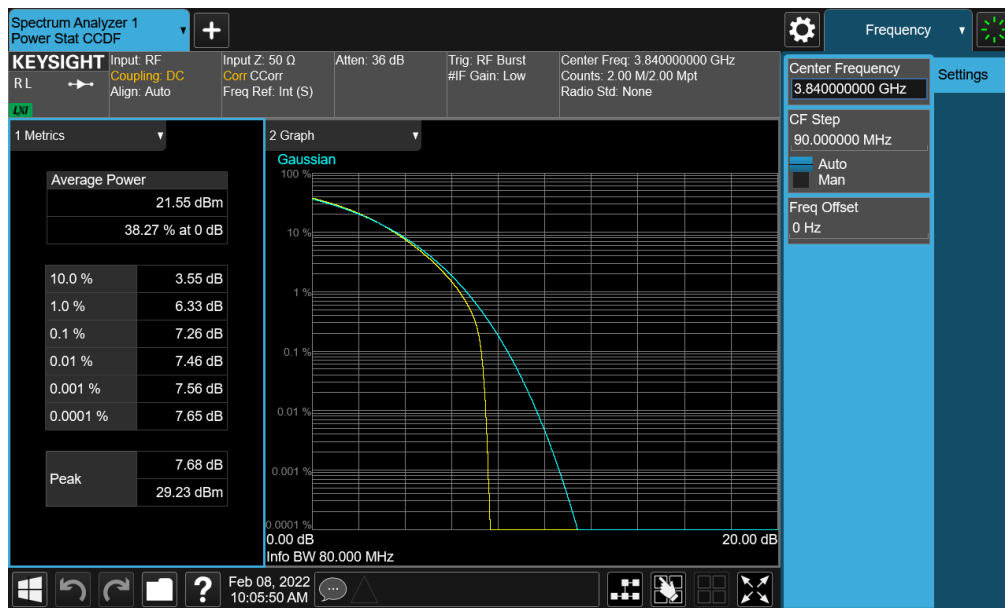 Spectrum Analyzer 1
Power Stat CCDF
+
Frequency
KEYSIGHT
RL
LXI
Input: RF
Coupling: DC
Align: Auto
Input Z: 50 Ω
Corr CCorr
Freq Ref: Int (S)
Atten: 36 dB
Trig: RF Burst
#IF Gain: Low
Center Freq: 3.840000000 GHz
Counts: 2.00 M/2.00 Mpt
Radio Std: None
Center Frequency
3.840000000 GHz
Settings
CF Step
90.000000 MHz
Auto
Man
Freq Offset
0 Hz
1 Metrics
Average Power
21.55 dBm
38.27 % at 0 dB
10.0 % 3.55 dB
1.0 % 6.33 dB
0.1 % 7.26 dB
0.01 % 7.46 dB
0.001 % 7.56 dB
0.0001 % 7.65 dB
Peak
7.68 dB
29.23 dBm
2 Graph
Gaussian
100 %
10 %
1 %
0.1 %
0.01 %
0.001 %
0.0001 %
0.00 dB 20.00 dB
Info BW 80.000 MHz
?
Feb 08, 2022
10:05:50 AM